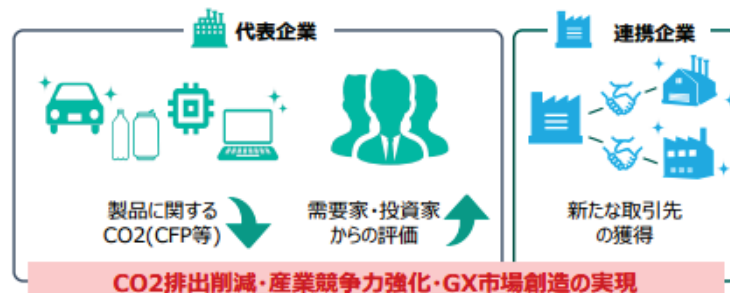 代表企業
製品に関する
CO2(CFP等)
需要家・投資家
からの評価
連携企業
新たな取引先
の獲得
CO2排出削減・産業競争力強化・GX市場創造の実現